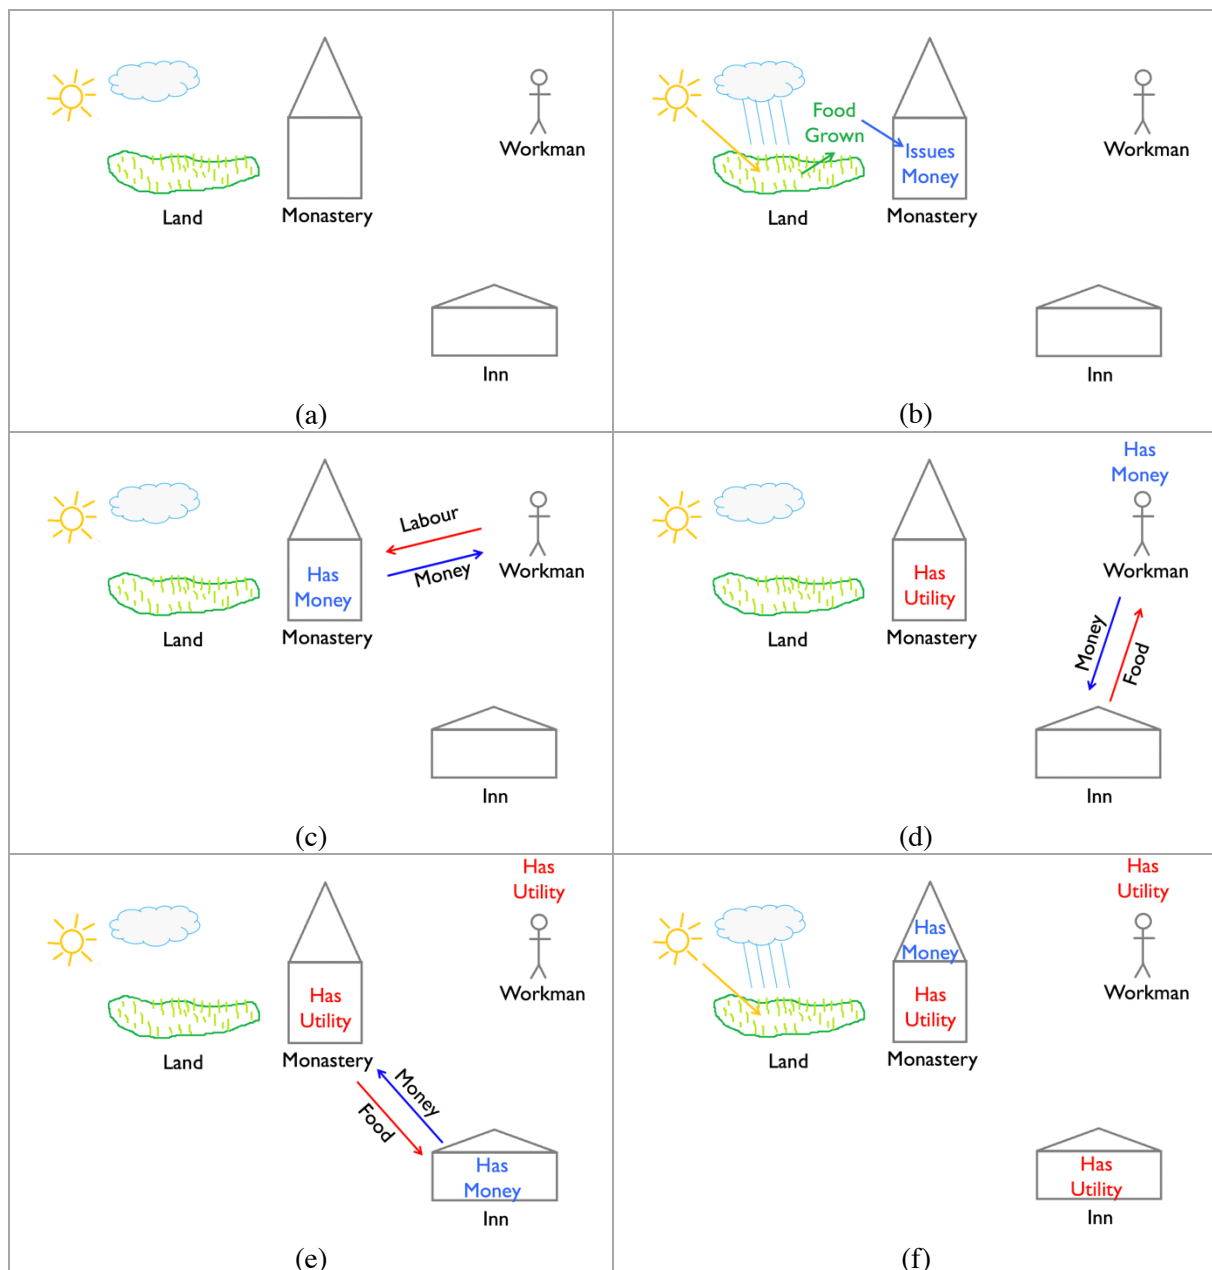 Workman
Land
Monastery
Inn
(a)
Food
Grown
Issues
Money
Workman
Land
Monastery
Inn
(b)
Labour
Money
Has
Money
Workman
Land
Monastery
Inn
(c)
Has
Money
Workman
Has
Utility
Land
Monastery
Money
Food
Inn
(d)
Has
Utility
Workman
Has
Utility
Land
Monastery
Money
Food
Has
Money
Inn
(e)
Has
Utility
Has
Money
Workman
Has
Utility
Land
Monastery
Has
Utility
Inn
(f)